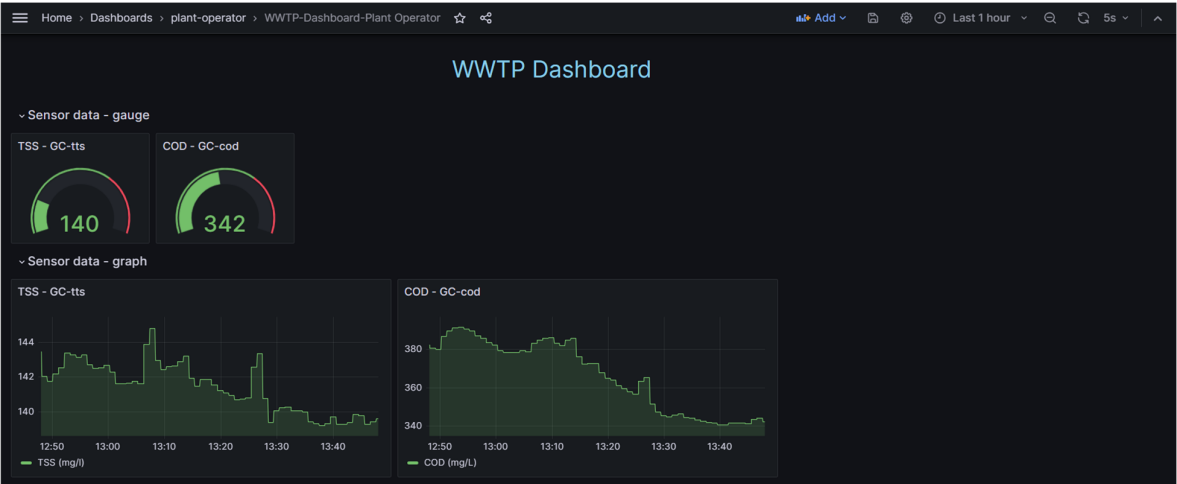 Home › Dashboards › plant-operator › WWTP-Dashboard-Plant Operator Add Last 1 hour 5s
WWTP Dashboard
Sensor data - gauge
TSS - GC-tts COD - GC-cod
140 342
Sensor data - graph
TSS - GC-tts
144
142
140
12:50 13:00 13:10 13:20 13:30 13:40
TSS (mg/l)
COD - GC-cod
380
360
340
12:50 13:00 13:10 13:20 13:30 13:40
COD (mg/L)